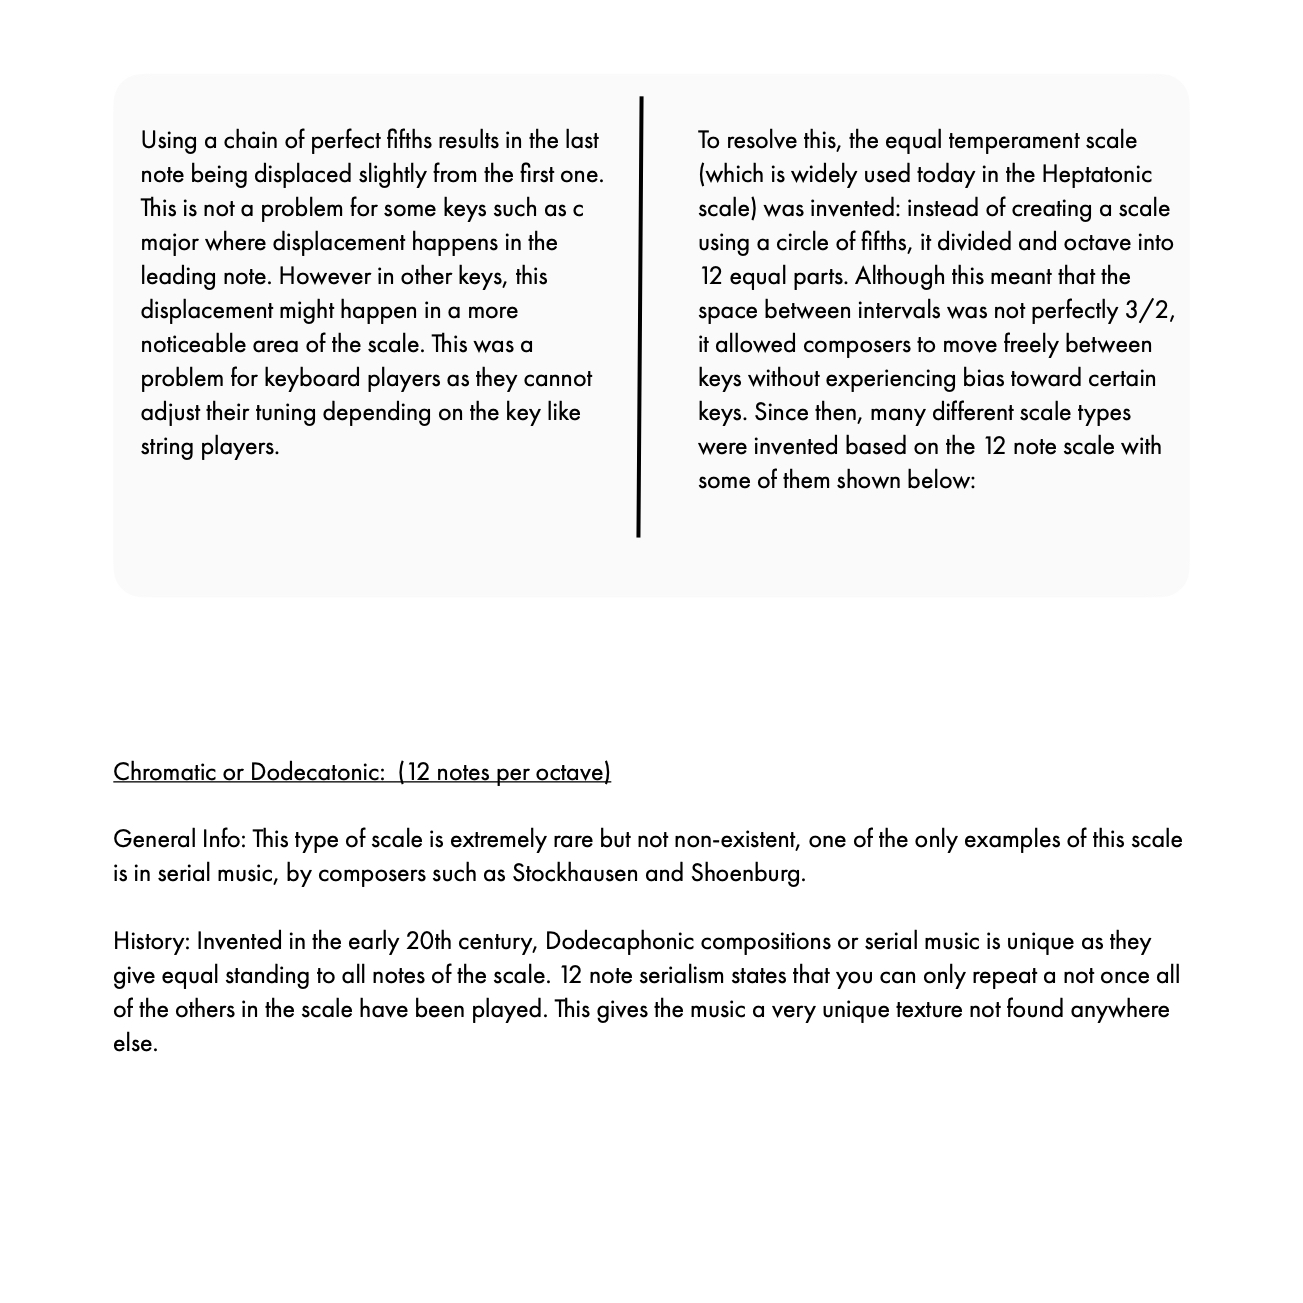 Using a chain of perfect fifths results in the last
note being displaced slightly from the first one.
This is not a problem for some keys such as c
major where displacement happens in the
leading note. However in other keys, this
displacement might happen in a more
noticeable area of the scale. This was a
problem for keyboard players as they cannot
adjust their tuning depending on the key like
string players.
To resolve this, the equal temperament scale
(which is widely used today in the Heptatonic
scale) was invented: instead of creating a scale
using a circle of fifths, it divided and octave into
12 equal parts. Although this meant that the
space between intervals was not perfectly 3/2,
it allowed composers to move freely between
keys without experiencing bias toward certain
keys. Since then, many different scale types
were invented based on the 12 note scale with
some of them shown below:
Chromatic or Dodecatonic:  (12 notes per octave)
General Info: This type of scale is extremely rare but not non-existent, one of the only examples of this scale
is in serial music, by composers such as Stockhausen and Shoenburg.
History: Invented in the early 20th century, Dodecaphonic compositions or serial music is unique as they
give equal standing to all notes of the scale. 12 note serialism states that you can only repeat a not once all
of the others in the scale have been played. This gives the music a very unique texture not found anywhere
else.